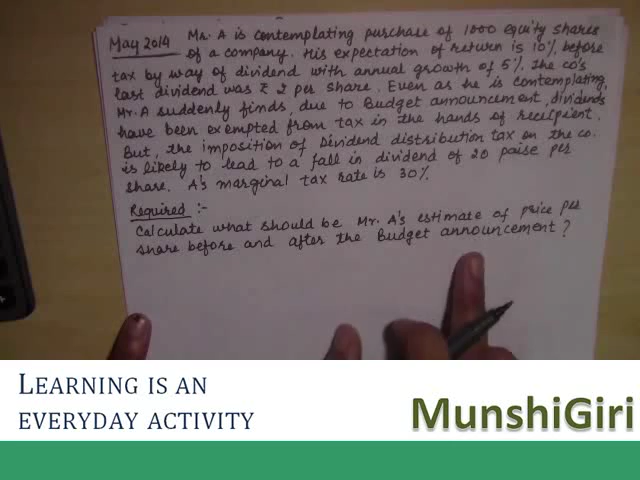 May 2014 Mr. A is contemplating purchase of 1000 equity shares
of a company. His expectation of return is 10% before
tax by way of dividend with annual growth of 5%. The co's
last dividend was ₹ 2 per share. Even as he is contemplating,
Mr. A suddenly finds, due to Budget announcement, dividends
have been exempted from tax in the hands of recipient.
But, the imposition of Dividend distribution tax on the co.
is likely to lead to a fall in dividend of 20 paise per
share. A's marginal tax rate is 30%.
Required :-
Calculate what should be Mr. A's estimate of price per
share before and after the Budget announcement?
LEARNING IS AN
EVERYDAY ACTIVITY
MunshiGiri